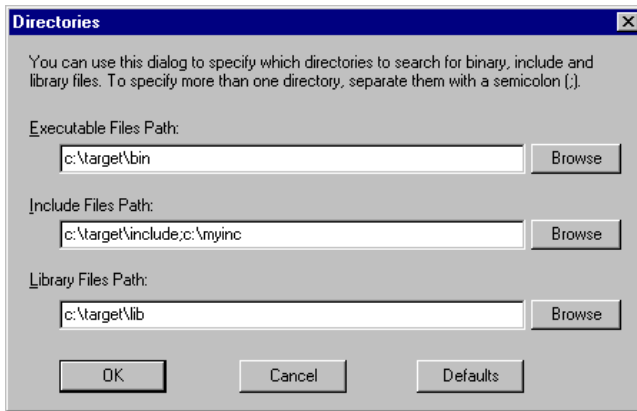 Directories
You can use this dialog to specify which directories to search for binary, include and
library files. To specify more than one directory, separate them with a semicolon (;).
Executable Files Path:
c:\target\bin Browse
Include Files Path:
c:\target\include;c:\myinc Browse
Library Files Path:
c:\target\lib Browse
OK Cancel Defaults